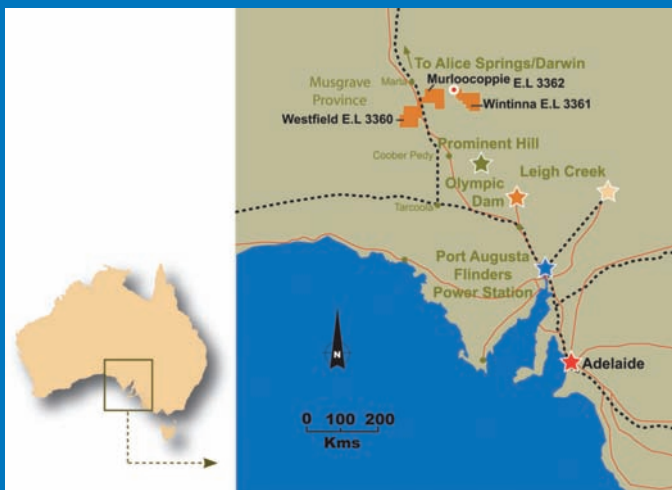 To Alice Springs/Darwin
Murloocoppie E.L 3362
Marla
Musgrave
Province
Wintinna E.L 3361
Westfield E.L 3360
Prominent Hill
Coober Pedy
Leigh Creek
Olympic
Dam
Tarcoola
Port Augusta
Flinders
Power Station
N
Adelaide
0 100 200
Kms